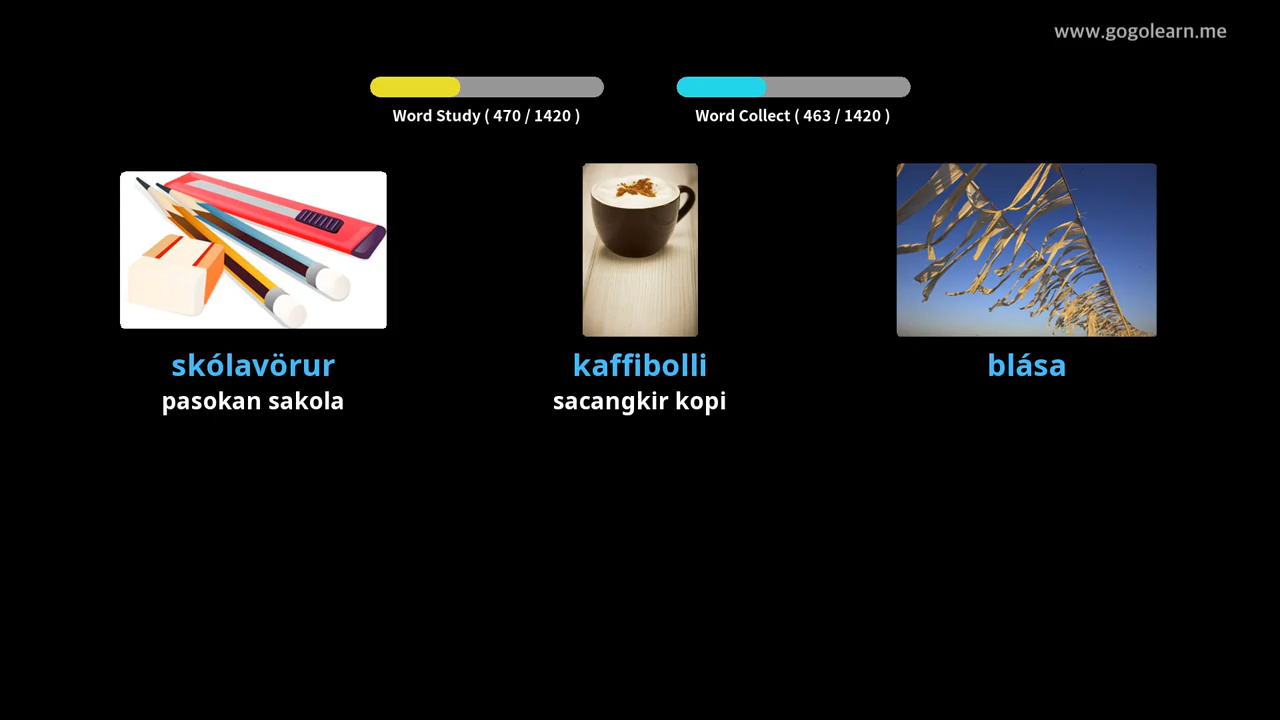 www.gogolearn.me
Word Study ( 470 / 1420 )
Word Collect ( 463 / 1420 )
skólavörur
kaffibolli
blása
pasokan sakola
sacangkir kopi